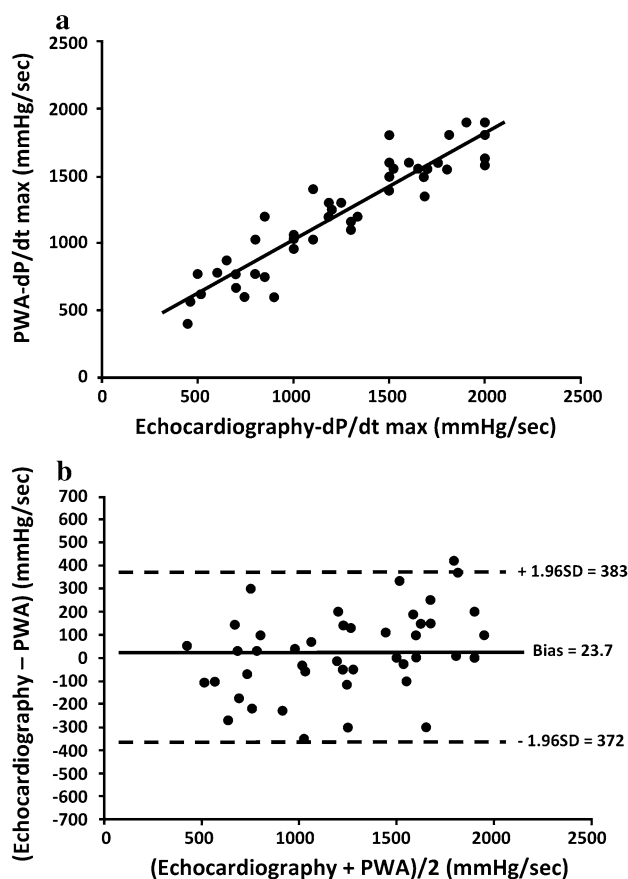 a
PWA-dP/dt max (mmHg/sec)
2500
2000
1500
1000
500
0
0 500 1000 1500 2000 2500
Echocardiography-dP/dt max (mmHg/sec)
b
(Echocardiography – PWA) (mmHg/sec)
700
600
500
400
300
200
100
0
-100
-200
-300
-400
-500
-600
-700
+ 1.96SD = 383
Bias = 23.7
- 1.96SD = 372
0 500 1000 1500 2000 2500
(Echocardiography + PWA)/2 (mmHg/sec)